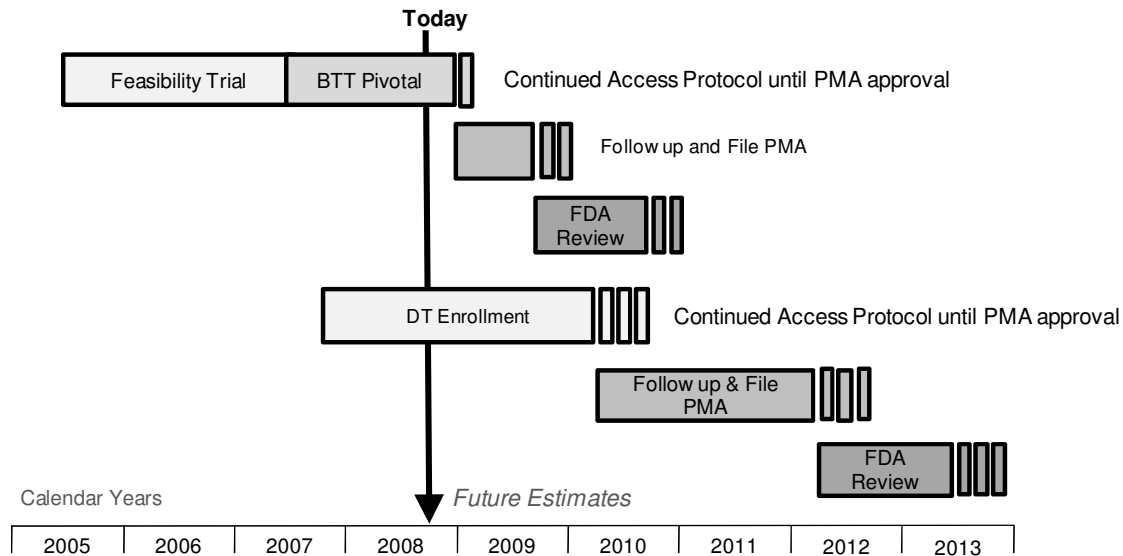 Today
Feasibility Trial
BTT Pivotal
Continued Access Protocol until PMA approval
Follow up and File PMA
FDA
Review
DT Enrollment
Continued Access Protocol until PMA approval
Follow up & File
PMA
FDA
Review
Calendar Years
Future Estimates
2005 2006 2007 2008 2009 2010 2011 2012 2013